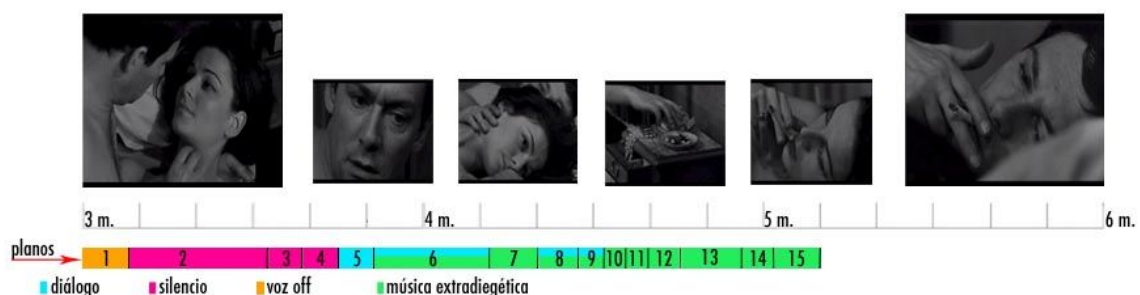 3 m. 4 m. 5 m. 6 m.
planos 1 2 3 4 5 6 7 8 9 10 11 12 13 14 15
diálogo silencio voz off música extradiegética